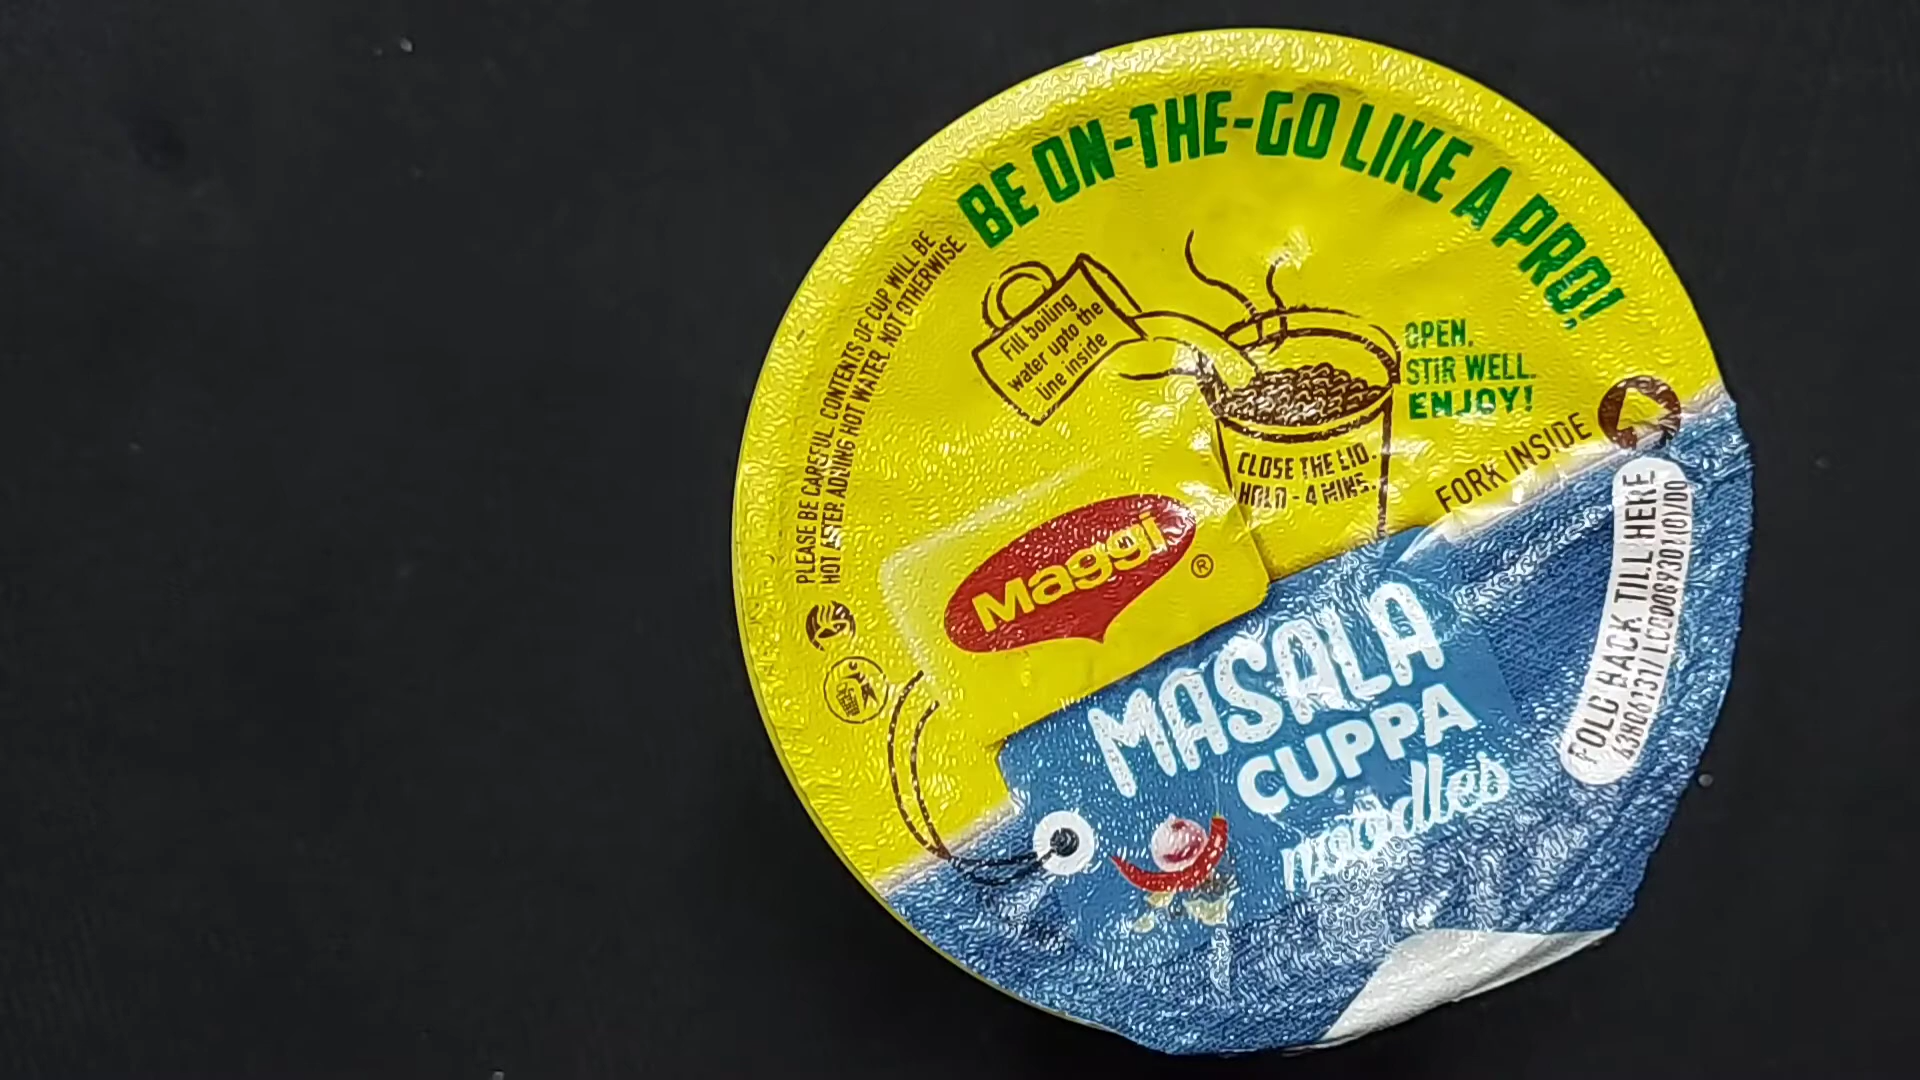 BE ON-THE-GO LIKE A PRO!
PLEASE BE CAREFUL. CONTENTS OF CUP WILL BE
HOT AFTER ADDING HOT WATER. NOT OTHERWISE.
Fill boiling
water upto the
line inside
OPEN.
STIR WELL.
ENJOY!
CLOSE THE LID.
HOLD - 4 MINS.
FORK INSIDE
FOLD BACK TILL HERE
Maggi ®
MASALA
CUPPA
noodles